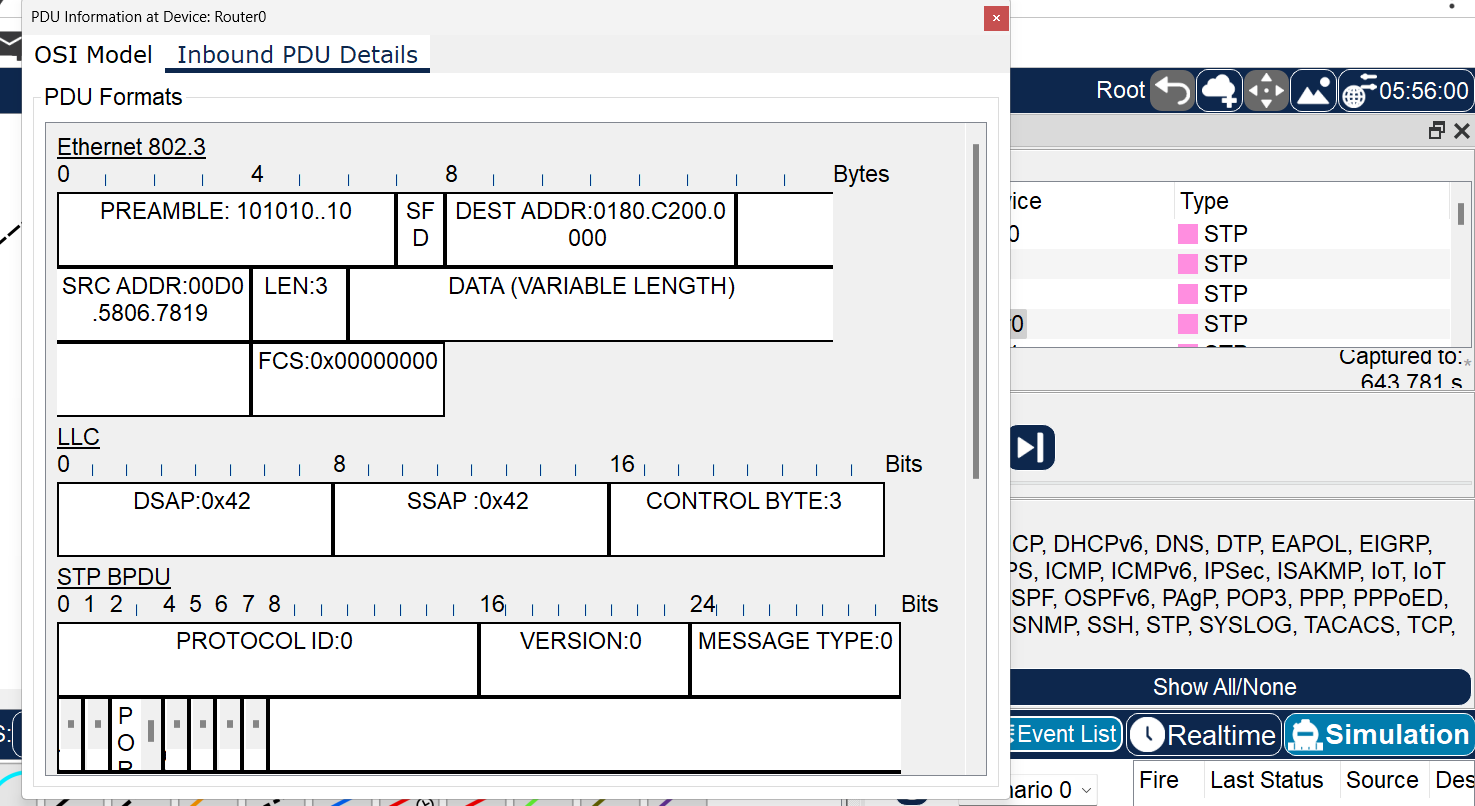 PDU Information at Device: Router0
OSI Model Inbound PDU Details
PDU Formats
Ethernet 802.3
0 4 8 Bytes
PREAMBLE: 101010..10
SF
D
DEST ADDR:0180.C200.0
000
SRC ADDR:00D0
.5806.7819
LEN:3
DATA (VARIABLE LENGTH)
FCS:0x00000000
LLC
0 8 16 Bits
DSAP:0x42 SSAP :0x42 CONTROL BYTE:3
STP BPDU
0 1 2 4 5 6 7 8 16 24 Bits
PROTOCOL ID:0 VERSION:0 MESSAGE TYPE:0
P
O
R
Root 05:56:00
Type
0 STP
STP
STP
0 STP
Captured to:
643.781 s
CP, DHCPv6, DNS, DTP, EAPOL, EIGRP,
PS, ICMP, ICMPv6, IPSec, ISAKMP, IoT, IoT
SPF, OSPFv6, PAgP, POP3, PPP, PPPoED,
SNMP, SSH, STP, SYSLOG, TACACS, TCP,
Show All/None
Event List Realtime Simulation
nario 0 Fire Last Status Source Des